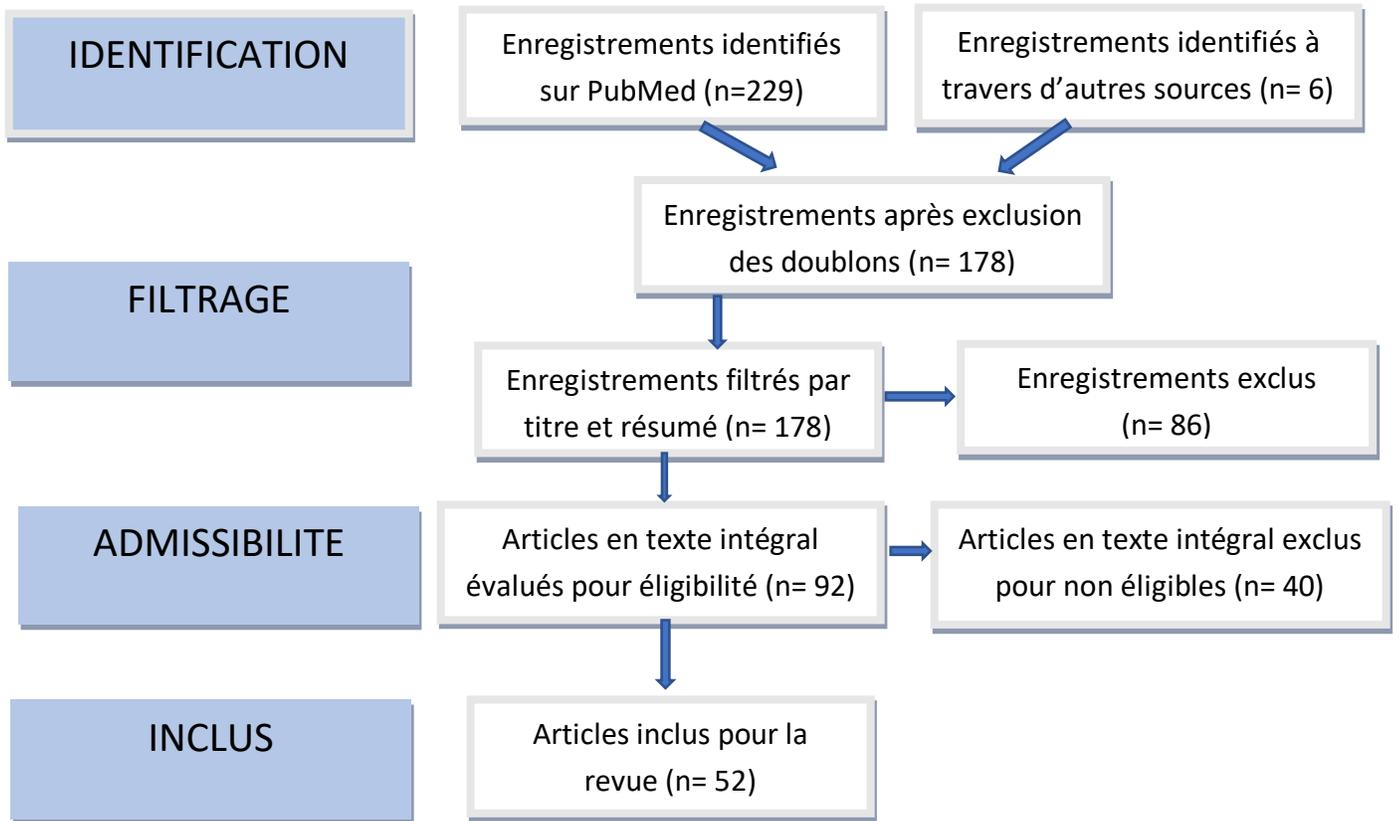 IDENTIFICATION
Enregistrements identifiés
sur PubMed (n=229)
Enregistrements identifiés à
travers d’autres sources (n= 6)
Enregistrements après exclusion
des doublons (n= 178)
FILTRAGE
Enregistrements filtrés par
titre et résumé (n= 178)
Enregistrements exclus
(n= 86)
ADMISSIBILITE
Articles en texte intégral
évalués pour éligibilité (n= 92)
Articles en texte intégral exclus
pour non éligibles (n= 40)
INCLUS
Articles inclus pour la
revue (n= 52)